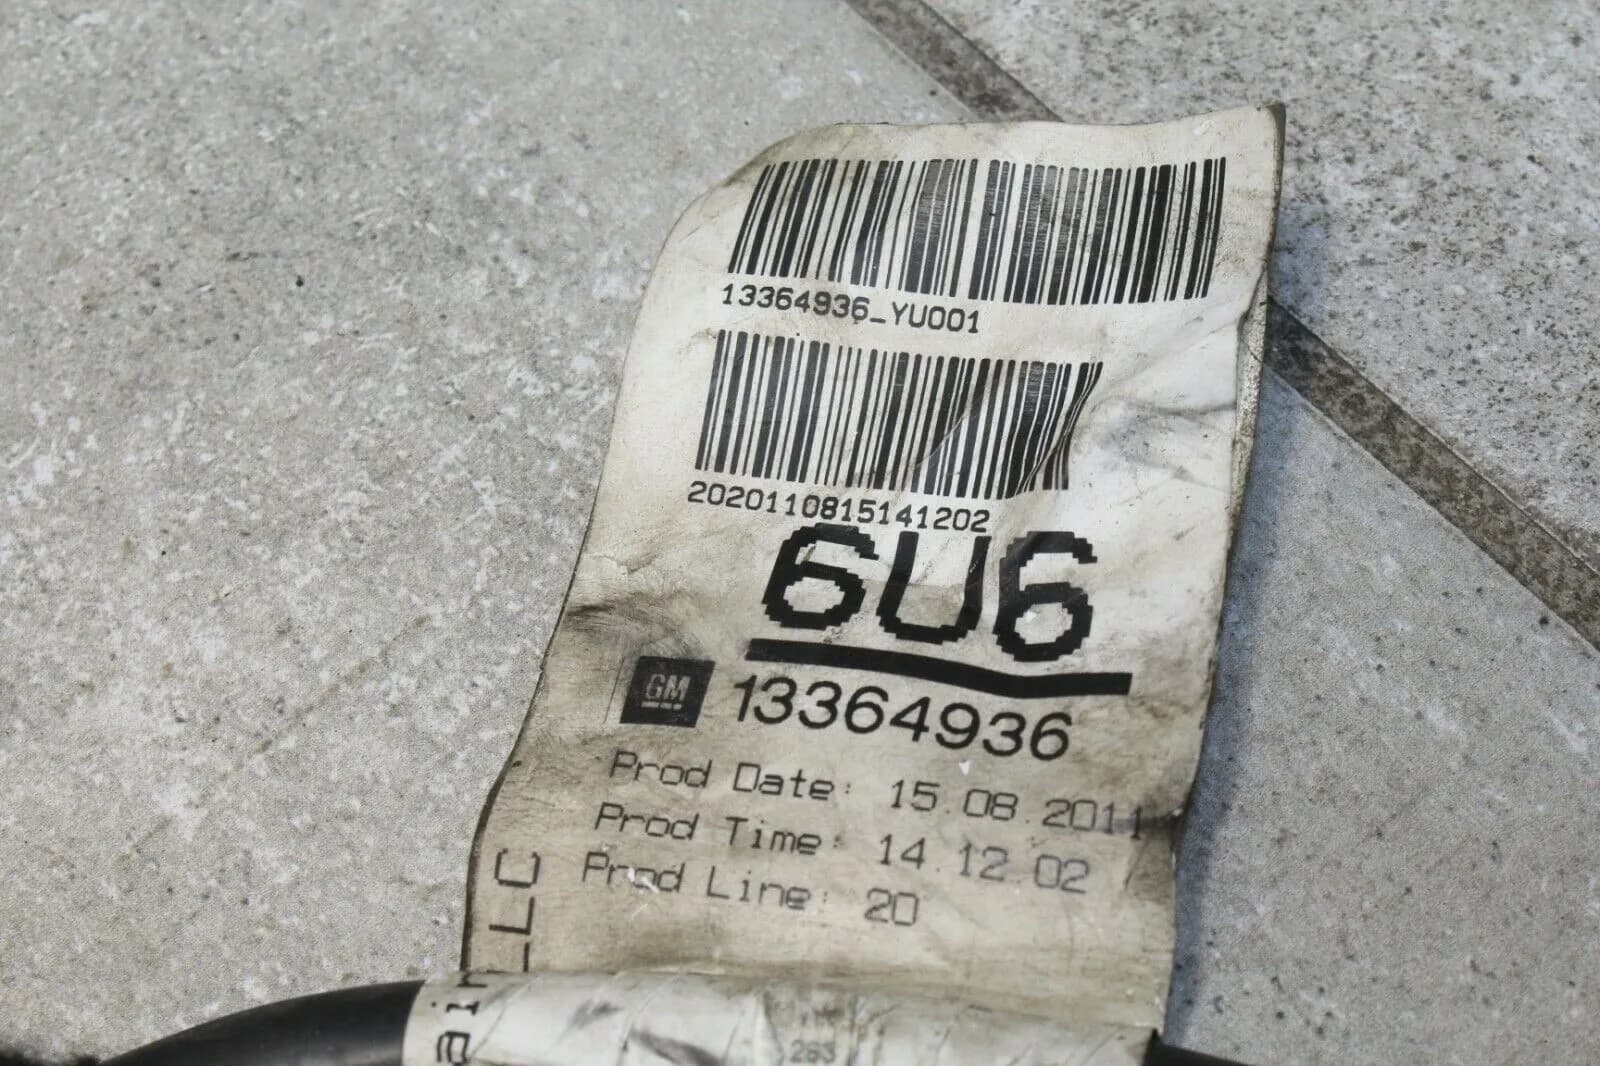 13364936_YU001
2020110815141202
6U6
GM
13364936
Prod Date: 15.08.2011
Prod Time: 14.12.02
Prod Line: 20
LLC
263